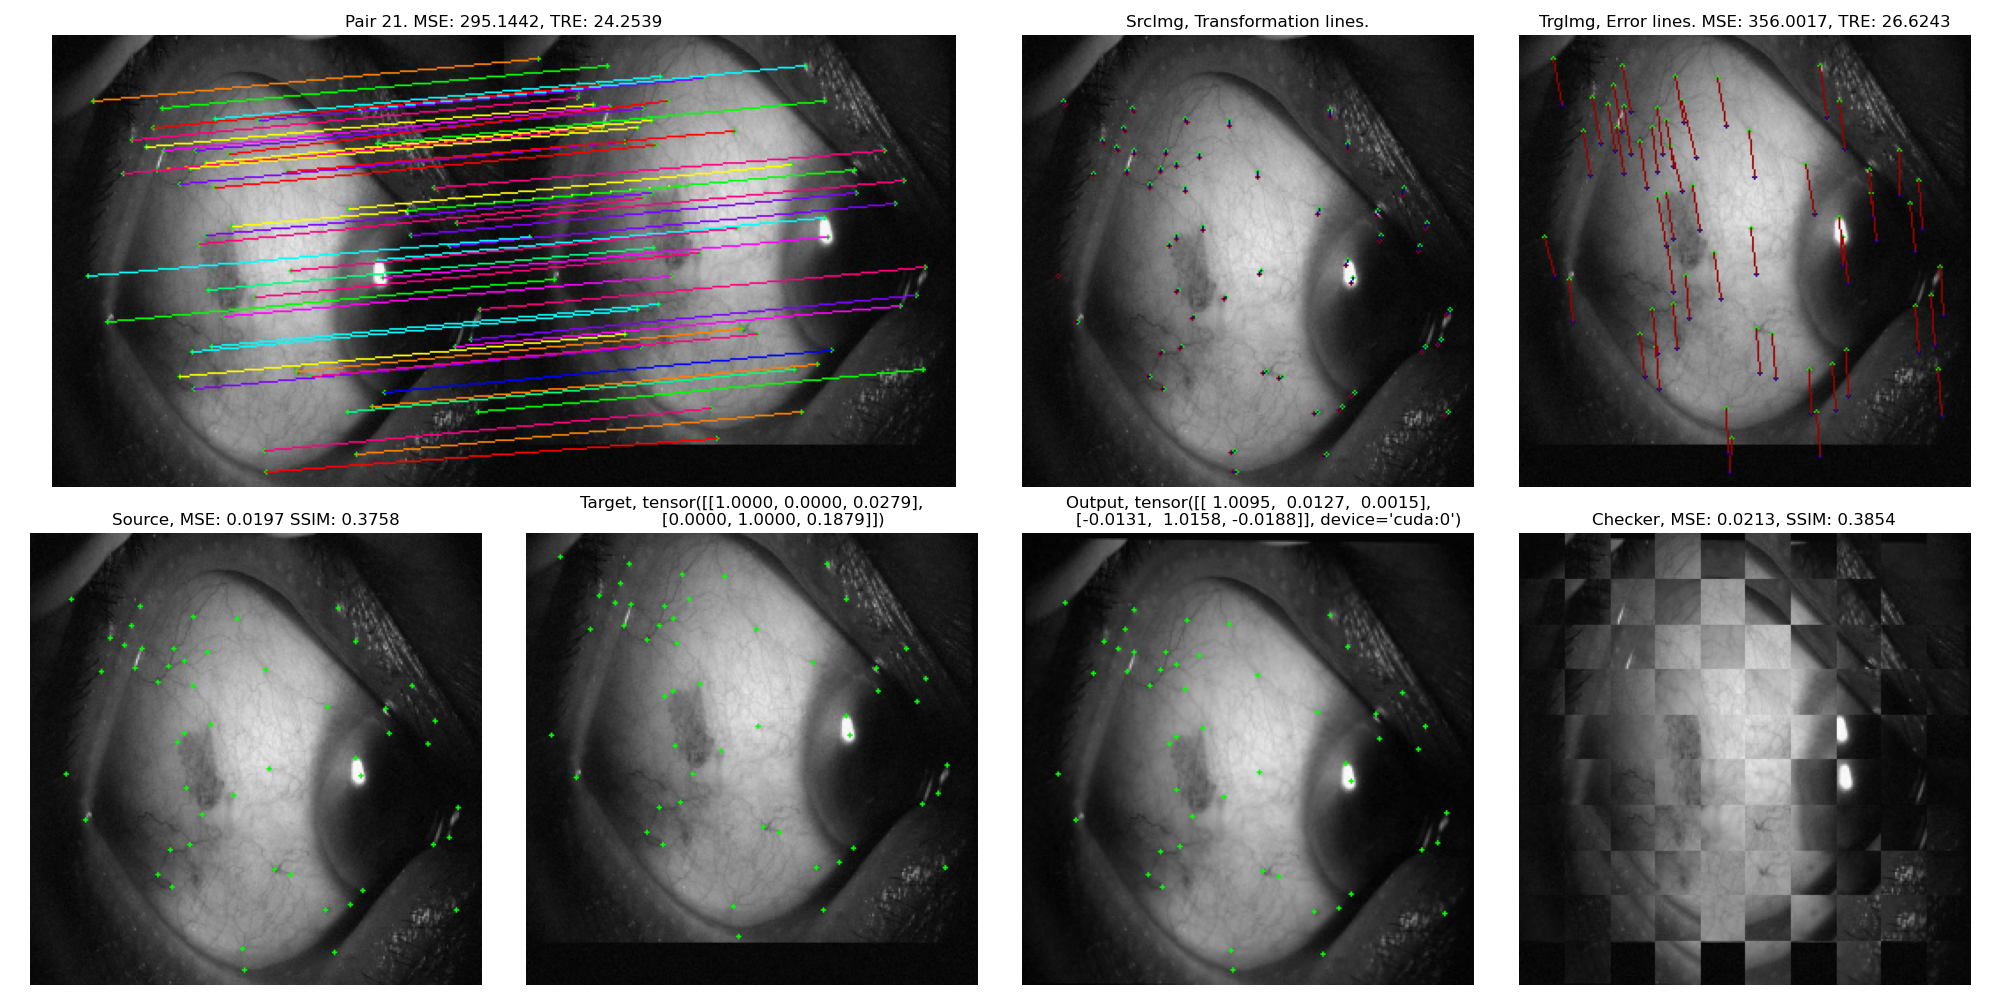 Pair 21. MSE: 295.1442, TRE: 24.2539
SrcImg, Transformation lines.
TrgImg, Error lines. MSE: 356.0017, TRE: 26.6243
Source, MSE: 0.0197 SSIM: 0.3758
Target, tensor([[1.0000, 0.0000, 0.0279],
[0.0000, 1.0000, 0.1879]])
Output, tensor([[ 1.0095,  0.0127,  0.0015],
[-0.0131,  1.0158, -0.0188]], device='cuda:0')
Checker, MSE: 0.0213, SSIM: 0.3854